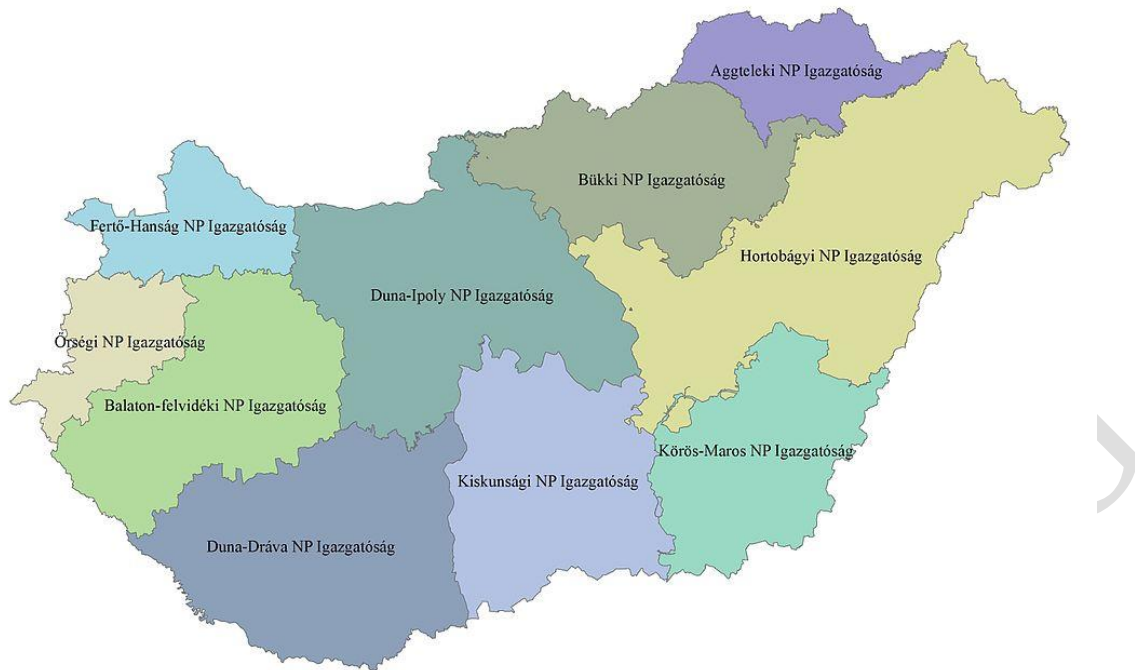 Aggteleki NP Igazgatóság
Bükki NP Igazgatóság
Fertő-Hanság NP Igazgatóság
Hortobágyi NP Igazgatóság
Duna-Ipoly NP Igazgatóság
Őrségi NP Igazgatóság
Balaton-felvidéki NP Igazgatóság
Körös-Maros NP Igazgatóság
Kiskunsági NP Igazgatóság
Duna-Dráva NP Igazgatóság